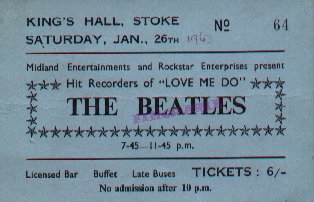 KING'S HALL, STOKE No 64
SATURDAY, JAN., 26TH 1963
Midland Entertainments and Rockstar Enterprises present
Hit Recorders of "LOVE ME DO"
THE BEATLES
7-45—11-45 p.m.
Licensed Bar Buffet Late Buses TICKETS : 6/-
No admission after 10 p.m.